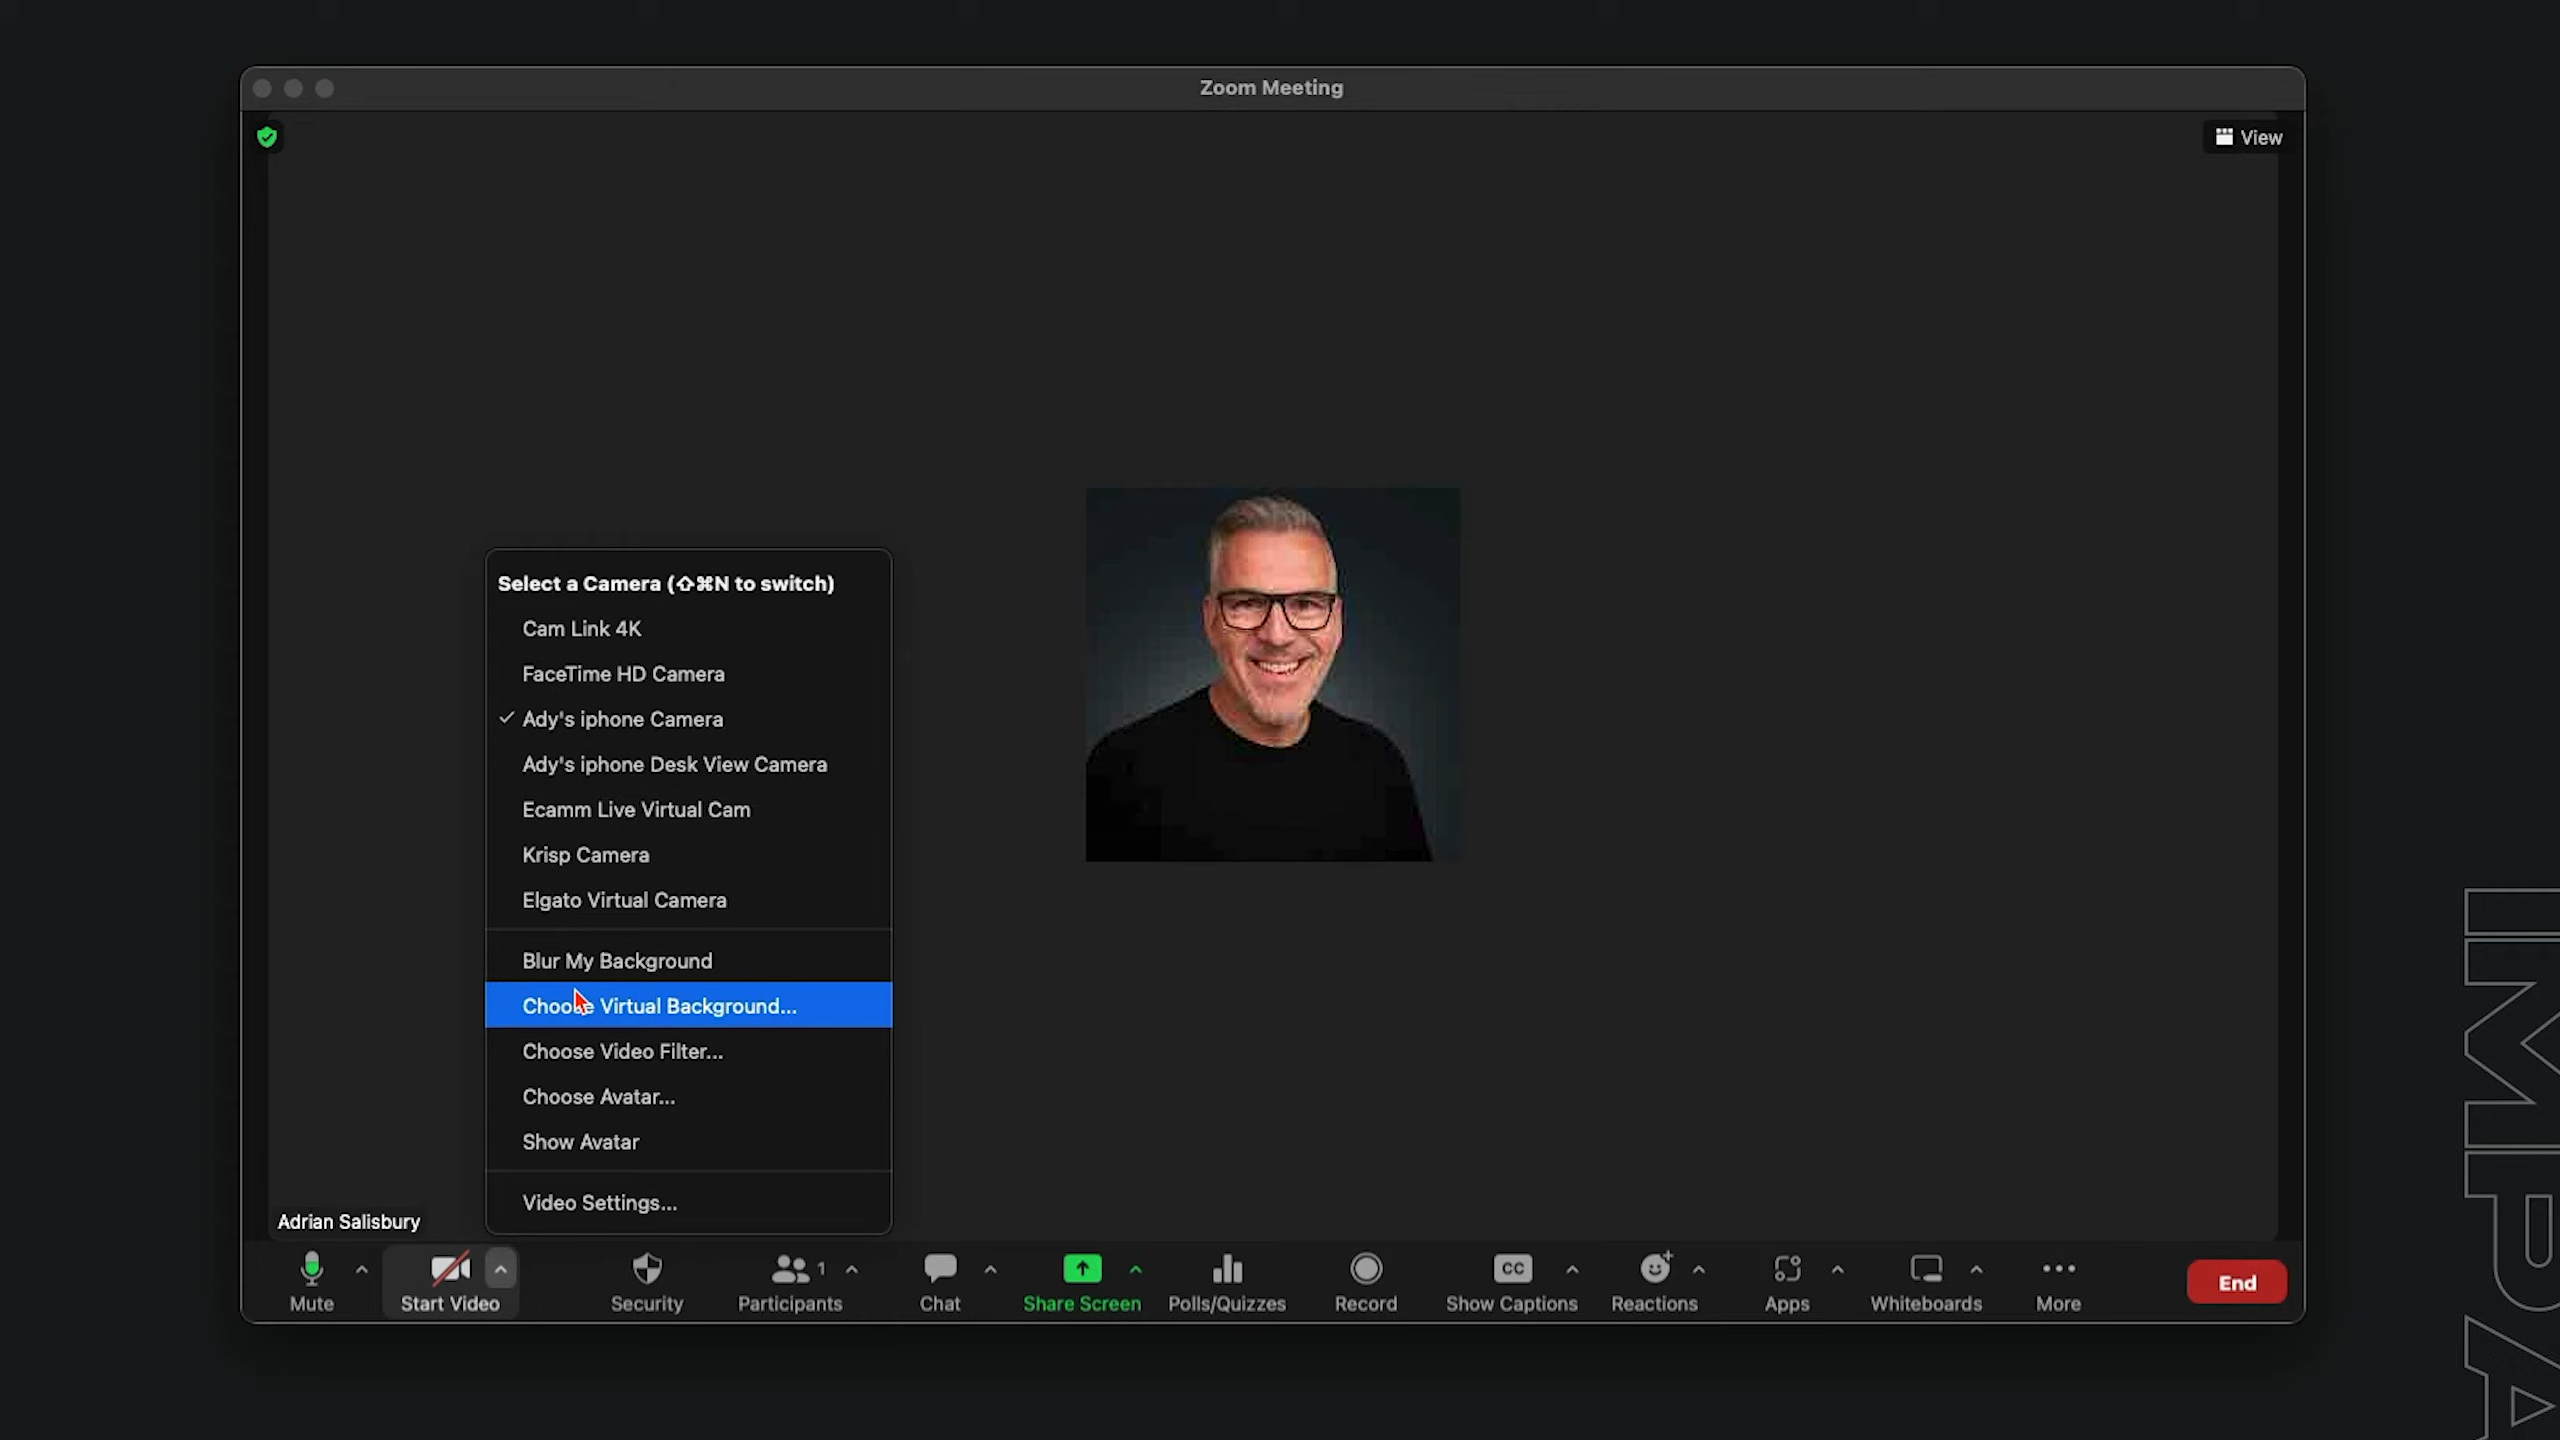 Zoom Meeting
View
Select a Camera (⇧⌘N to switch)
Cam Link 4K
FaceTime HD Camera
✓ Ady's iphone Camera
Ady's iphone Desk View Camera
Ecamm Live Virtual Cam
Krisp Camera
Elgato Virtual Camera
Blur My Background
Choose Virtual Background...
Choose Video Filter...
Choose Avatar...
Show Avatar
Video Settings...
Adrian Salisbury
Mute
Start Video
Security
Participants 1
Chat
Share Screen
Polls/Quizzes
Record
CC
Show Captions
Reactions
Apps
Whiteboards
More
End
IMPA